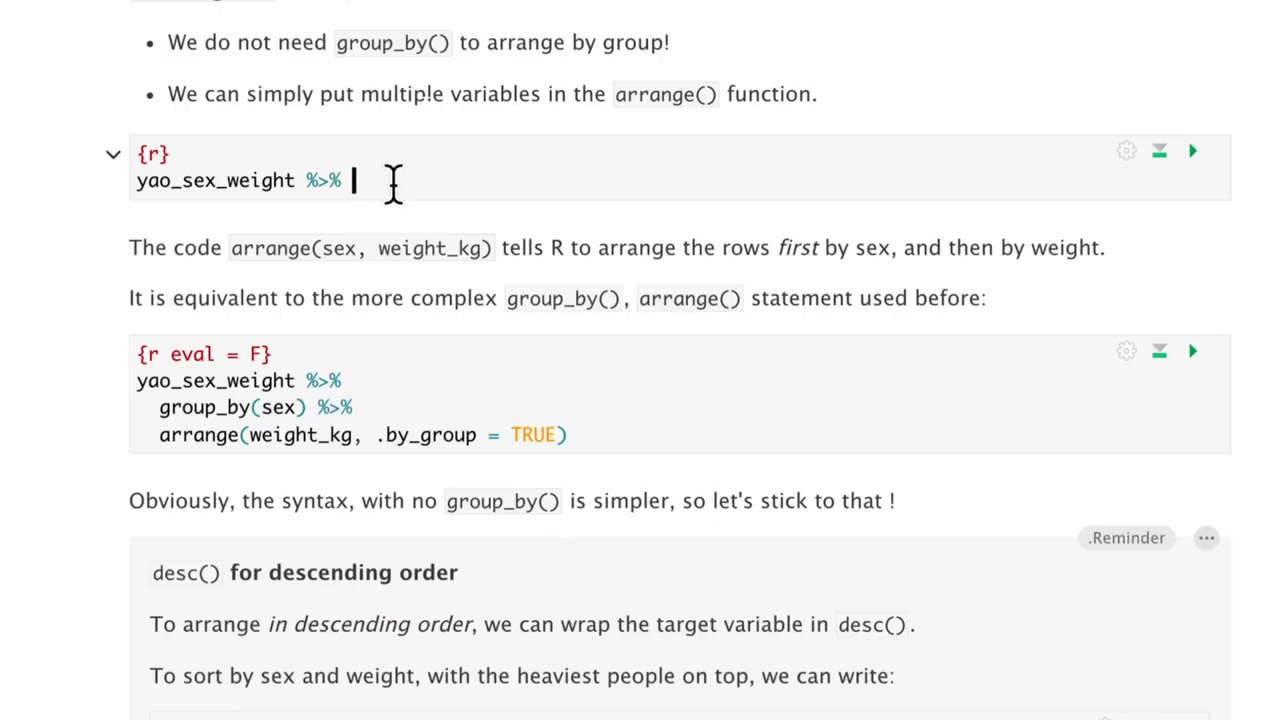 We do not need group_by() to arrange by group!
We can simply put multiple variables in the arrange() function.
{r}
yao_sex_weight %>%
The code arrange(sex, weight_kg) tells R to arrange the rows first by sex, and then by weight.
It is equivalent to the more complex group_by(), arrange() statement used before:
{r eval = F}
yao_sex_weight %>%
group_by(sex) %>%
arrange(weight_kg, .by_group = TRUE)
Obviously, the syntax, with no group_by() is simpler, so let's stick to that !
.Reminder
desc() for descending order
To arrange in descending order, we can wrap the target variable in desc().
To sort by sex and weight, with the heaviest people on top, we can write: